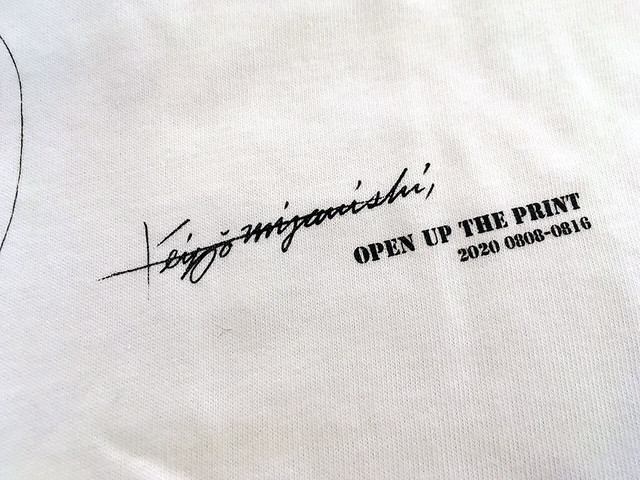 Keizō miyanishi,
OPEN UP THE PRINT
2020 0808-0816